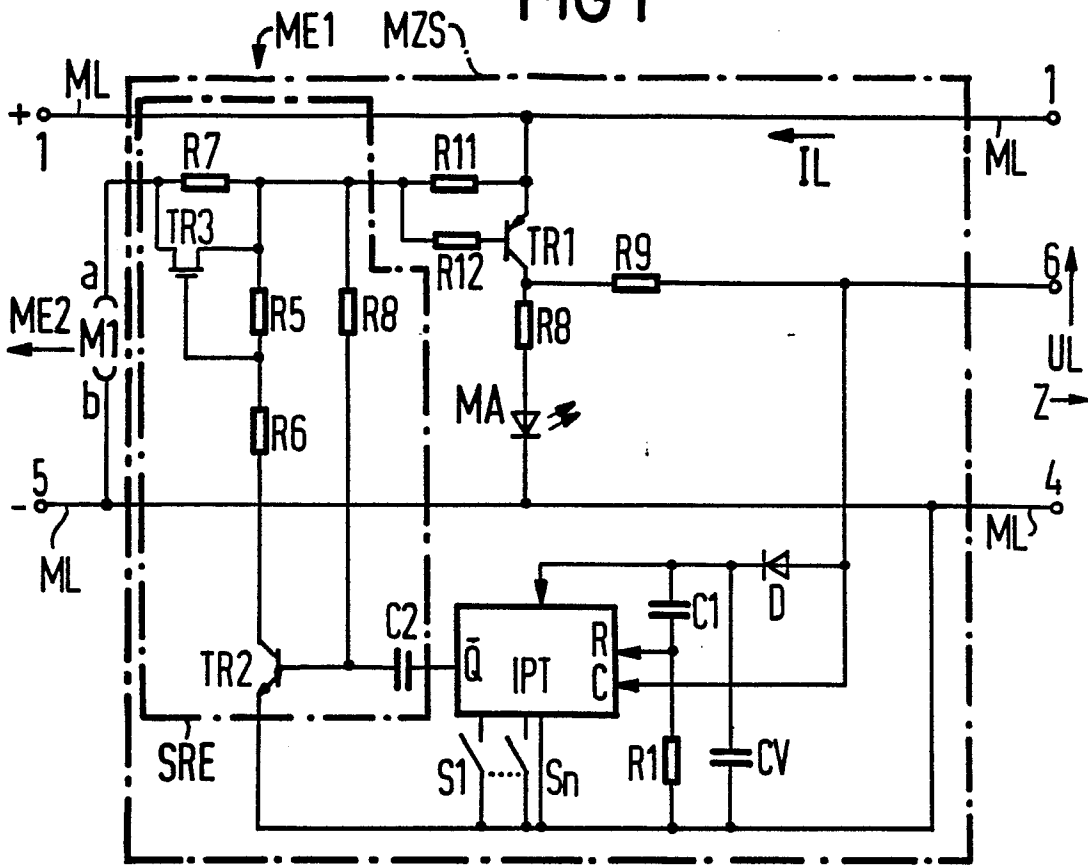 FIG 1
ME1 MZS
ML 1
+
1 R7 R11 IL ML
TR3 TR1
R12 R9 6
a
ME2 M1 R5 R8 R8 UL
b MA Z
R6
5 4
-
ML ML
D
C2 C1
R
TR2 Q̄ IPT C
SRE S1 Sn R1 CV